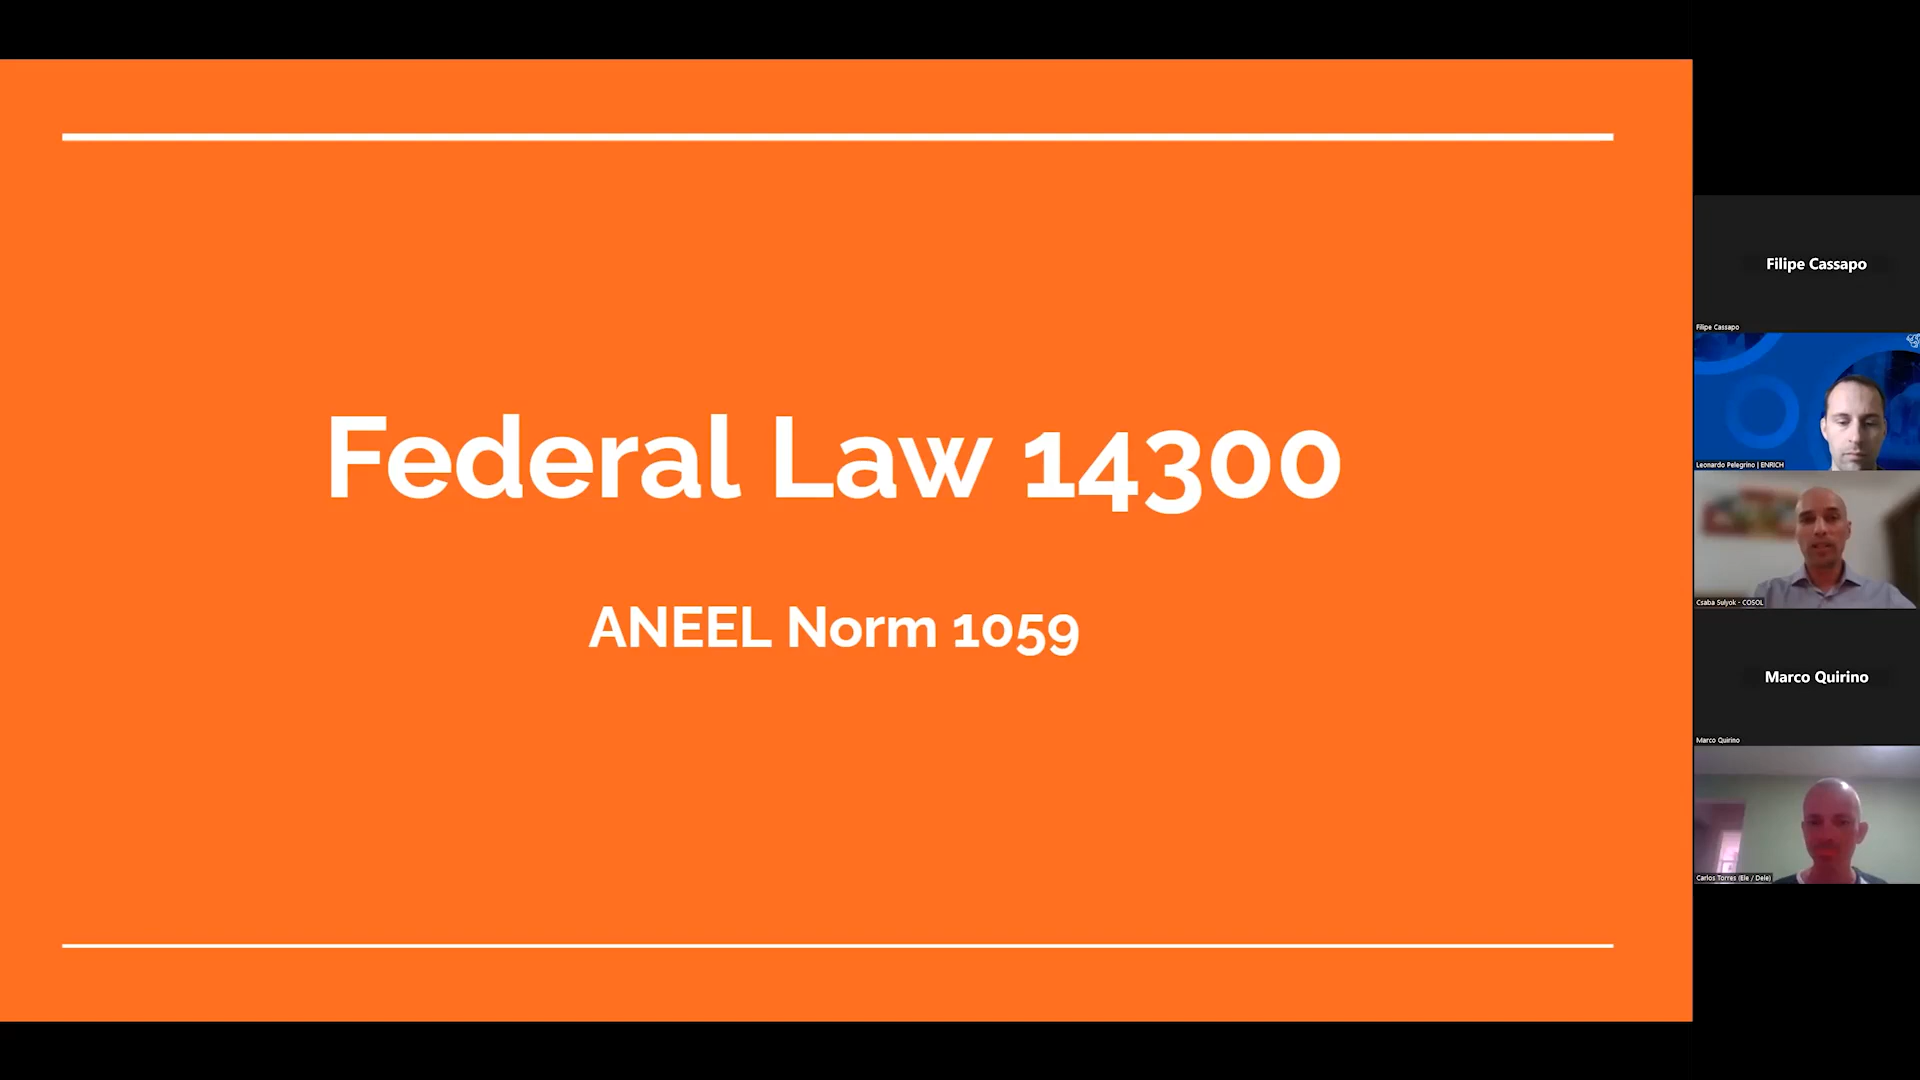 Federal Law 14300
ANEEL Norm 1059
Filipe Cassapo
Filipe Cassapo
Leonardo Pelegrino | ENRICH
Csaba Sulyok - COSOL
Marco Quirino
Marco Quirino
Carlos Torres (Ele / Dele)